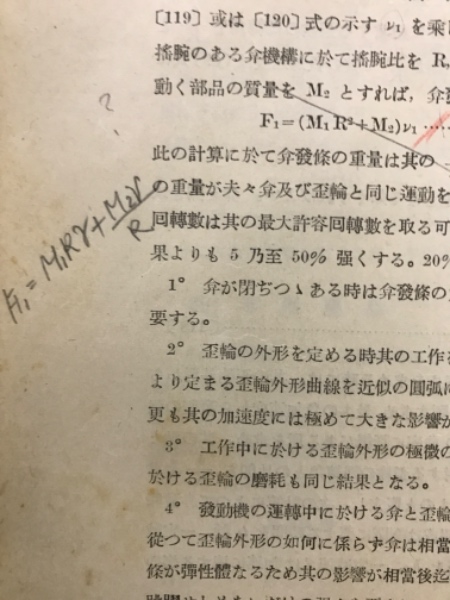 〔119〕或は〔120〕式の示す ν₁ を乘
搖腕のある弁機構に於て搖腕比を R,
動く部品の質量を M₂ とすれば,
?
F₁=(M₁R²+M₂)ν₁……
此の計算に於て弁發條の重量は其の
の重量が夫々弁及び歪輪と同じ運動を
F₁ = M₁Rγ + M₂γ/R
回轉數は其の最大許容回轉數を取る可
果よりも 5 乃至 50% 强くする。20%
1° 弁が閉ぢつゝある時は弁發條の
要する。
2° 歪輪の外形を定める時其の工作
より定まる歪輪外形曲線を近似の圓弧に
更も其の加速度には極めて大きな影響が
3° 工作中に於ける歪輪外形の極微の
於ける歪輪の磨耗も同じ結果となる。
4° 發動機の運轉中に於ける弁と歪輪
從つて歪輪外形の如何に係らず弁は相當
條が彈性體なるため其の影響が相當後迄